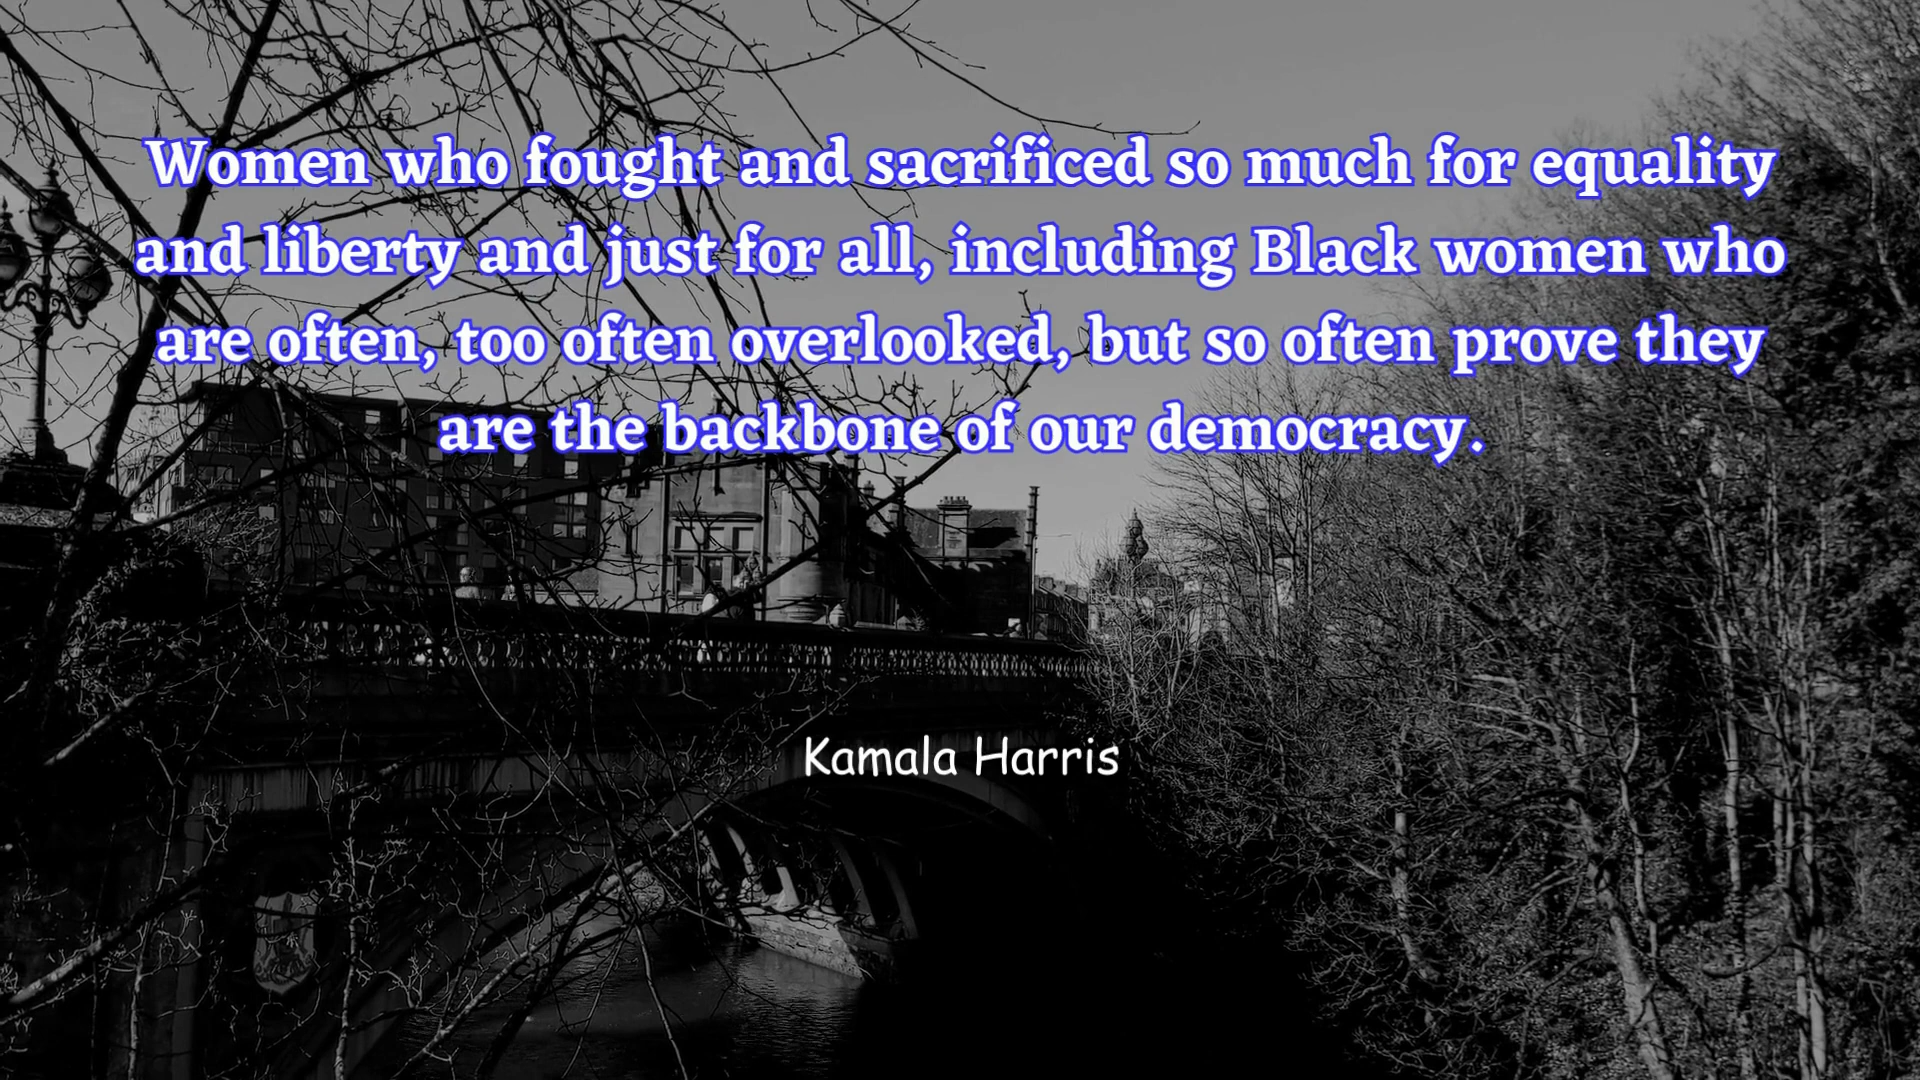 Women who fought and sacrificed so much for equality
and liberty and just for all, including Black women who
are often, too often overlooked, but so often prove they
are the backbone of our democracy.
Kamala Harris